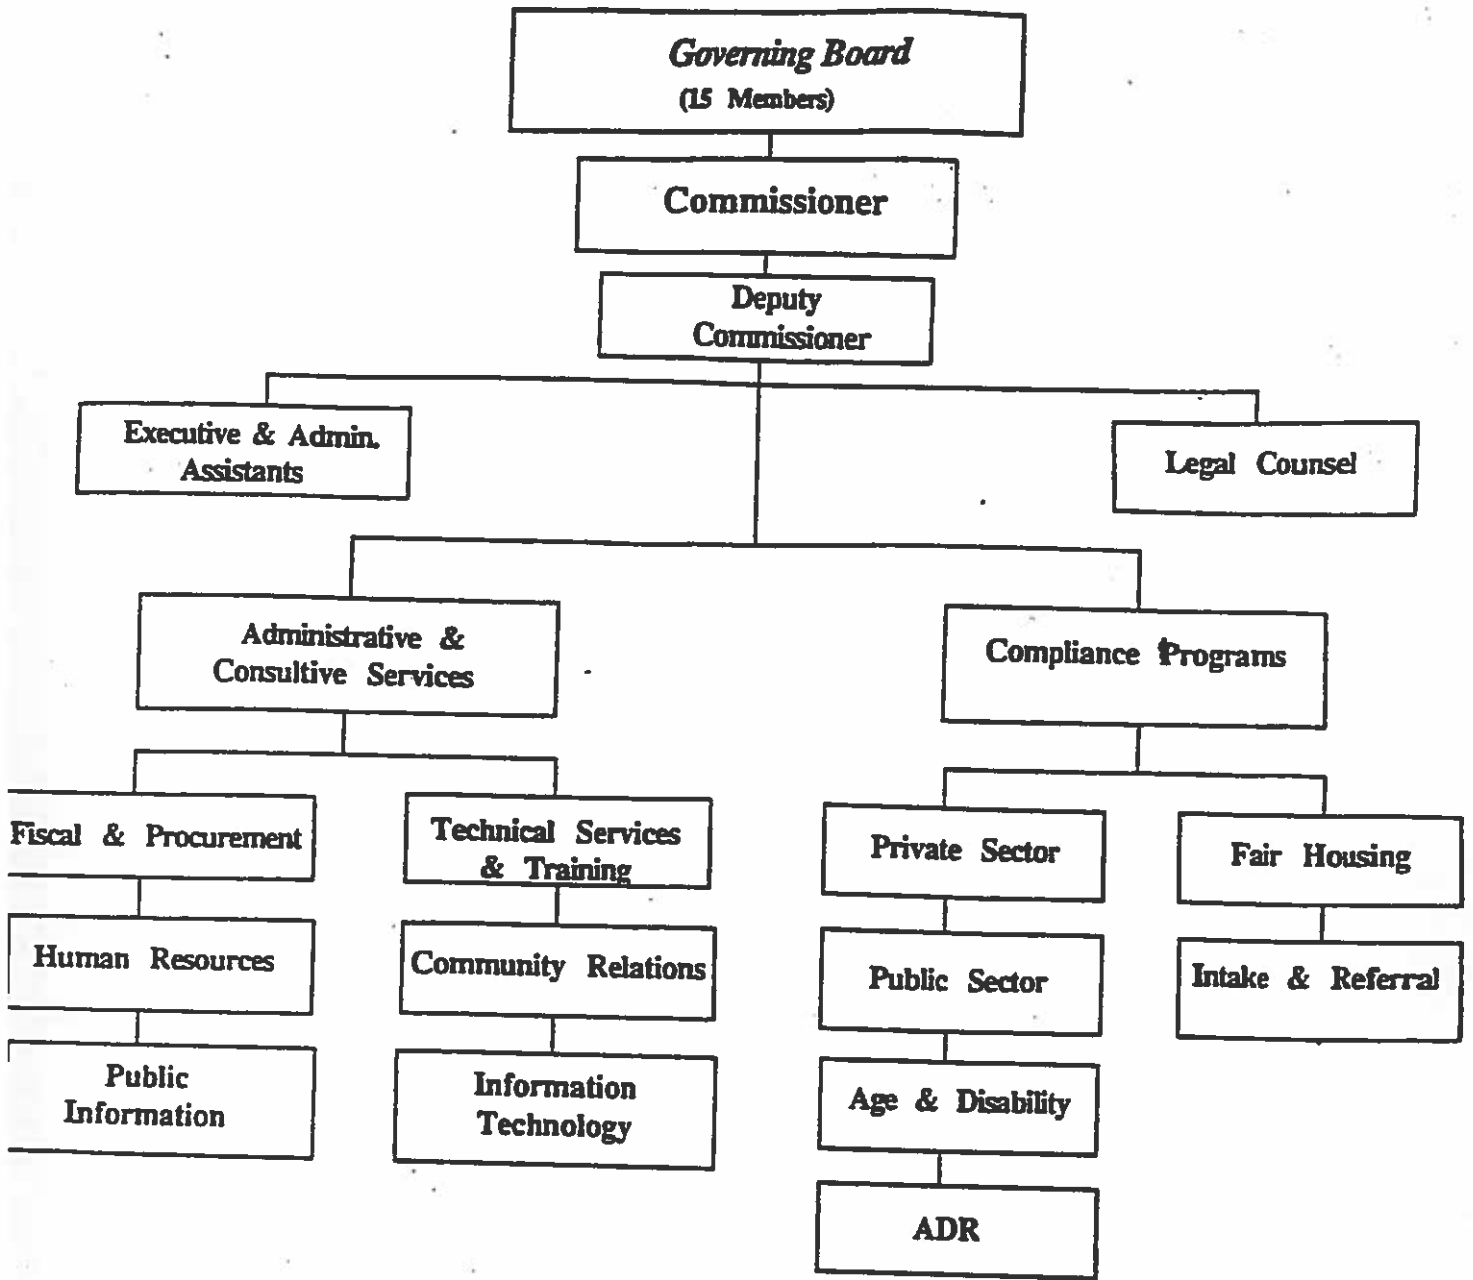 Governing Board
(15 Members)
Commissioner
Deputy
Commissioner
Executive & Admin.
Assistants
Legal Counsel
Administrative &
Consultive Services
Compliance Programs
Fiscal & Procurement
Technical Services
& Training
Private Sector
Fair Housing
Human Resources
Community Relations
Public Sector
Intake & Referral
Public
Information
Information
Technology
Age & Disability
ADR